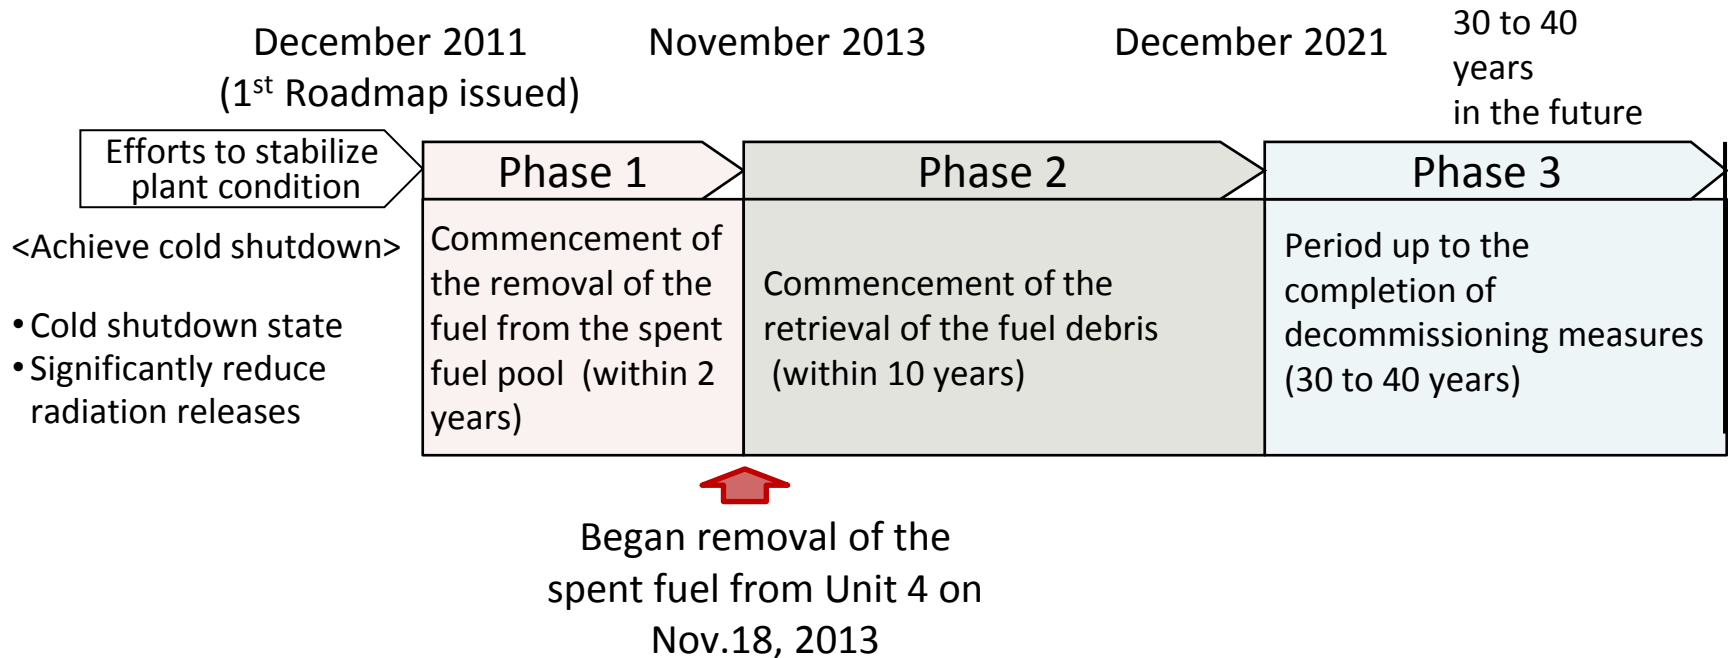 December 2011
(1st Roadmap issued)
November 2013
December 2021
30 to 40
years
in the future
Efforts to stabilize
plant condition
Phase 1
Phase 2
Phase 3
<Achieve cold shutdown>
• Cold shutdown state
• Significantly reduce
radiation releases
Commencement of
the removal of the
fuel from the spent
fuel pool (within 2
years)
Commencement of the
retrieval of the fuel debris
(within 10 years)
Period up to the
completion of
decommissioning measures
(30 to 40 years)
Began removal of the
spent fuel from Unit 4 on
Nov.18, 2013